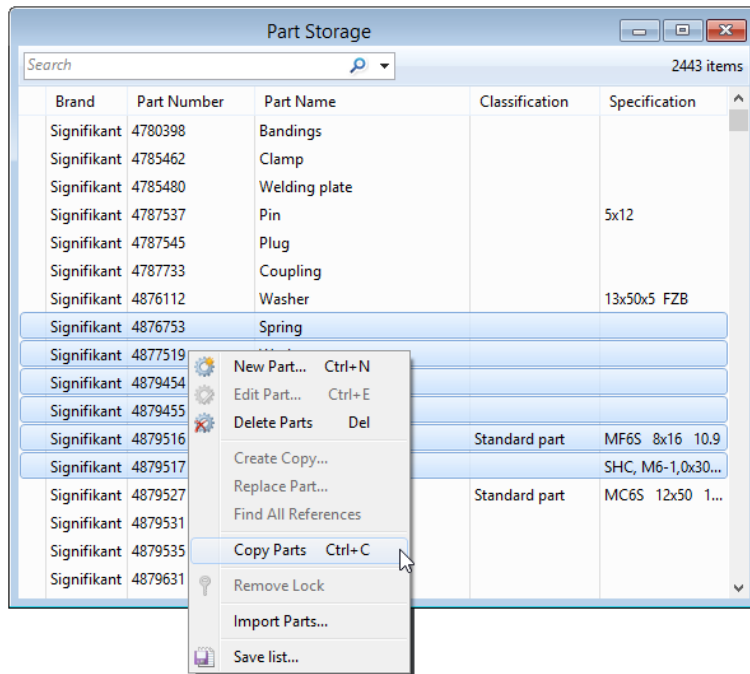 Part Storage
Search 2443 items
Brand Part Number Part Name Classification Specification
Signifikant 4780398 Bandings
Signifikant 4785462 Clamp
Signifikant 4785480 Welding plate
Signifikant 4787537 Pin 5x12
Signifikant 4787545 Plug
Signifikant 4787733 Coupling
Signifikant 4876112 Washer 13x50x5 FZB
Signifikant 4876753 Spring
Signifikant 4877519
New Part... Ctrl+N
Signifikant 4879454
Edit Part... Ctrl+E
Signifikant 4879455
Delete Parts Del
Signifikant 4879516 Standard part MF6S 8x16 10.9
Create Copy...
Signifikant 4879517 SHC, M6-1,0x30...
Replace Part...
Signifikant 4879527 Standard part MC6S 12x50 1...
Find All References
Signifikant 4879531
Signifikant 4879535
Copy Parts Ctrl+C
Signifikant 4879631
Remove Lock
Import Parts...
Save list...